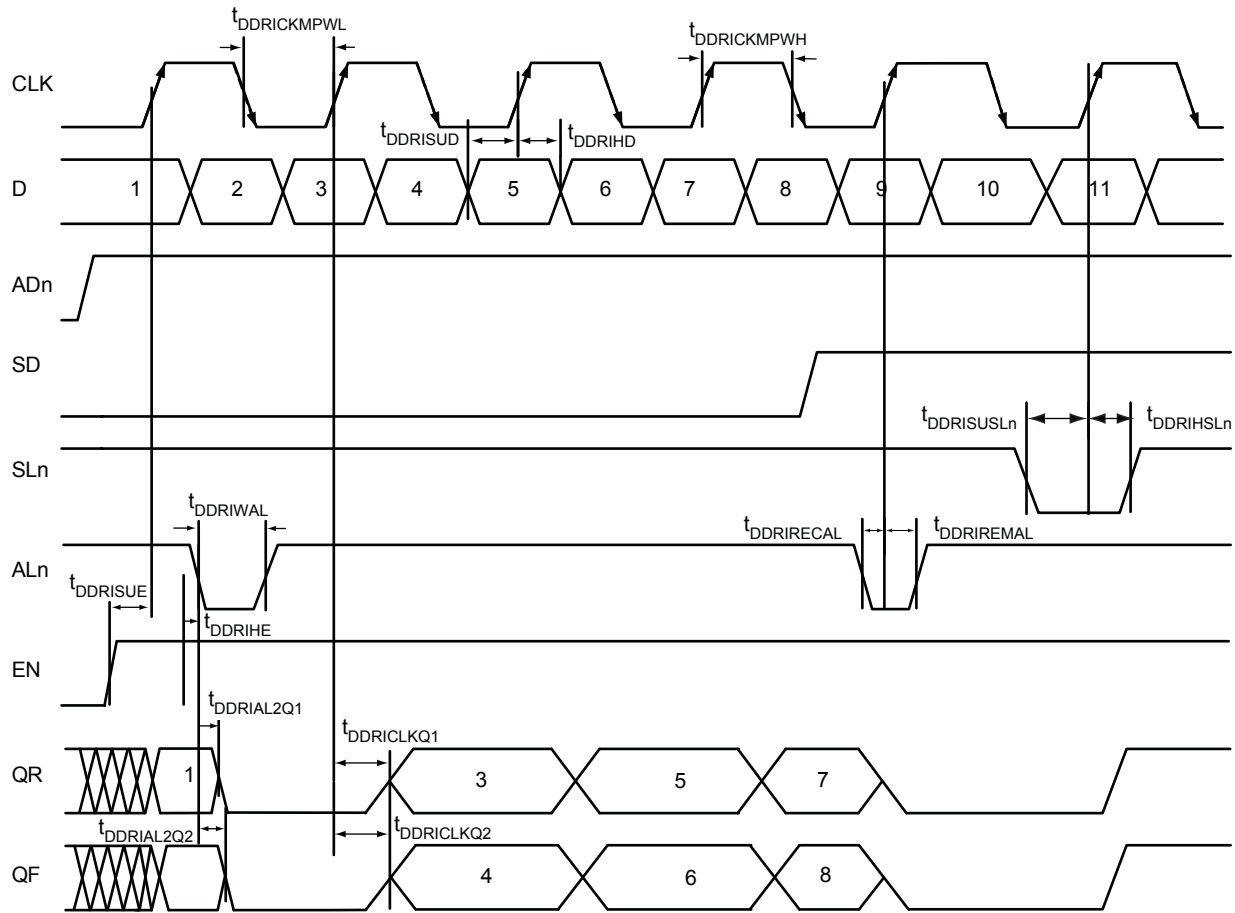 tDDRICKMPWL
tDDRICKMPWH
CLK
tDDRISUD
tDDRIHD
D
1 2 3 4 5 6 7 8 9 10 11
ADn
SD
tDDRISUSLn
tDDRIHSLn
SLn
tDDRIWAL
tDDRIRECAL
tDDRIREMAL
ALn
tDDRISUE
tDDRIHE
EN
tDDRIAL2Q1
tDDRICLKQ1
QR
1 3 5 7
tDDRIAL2Q2
tDDRICLKQ2
QF
4 6 8